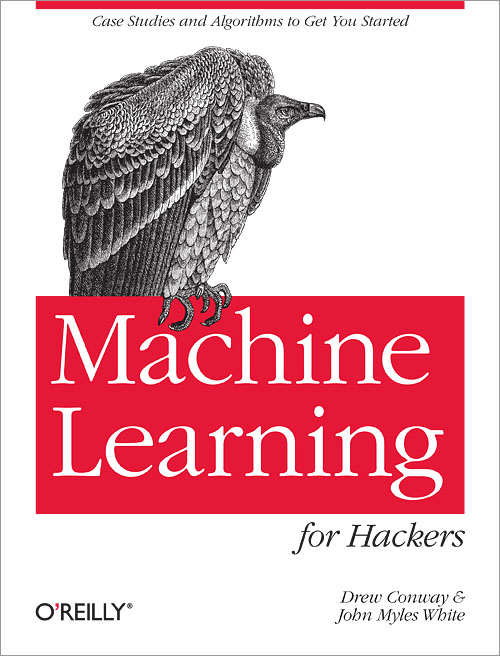 Case Studies and Algorithms to Get You Started
Machine
Learning
for Hackers
Drew Conway &
John Myles White
O'REILLY®